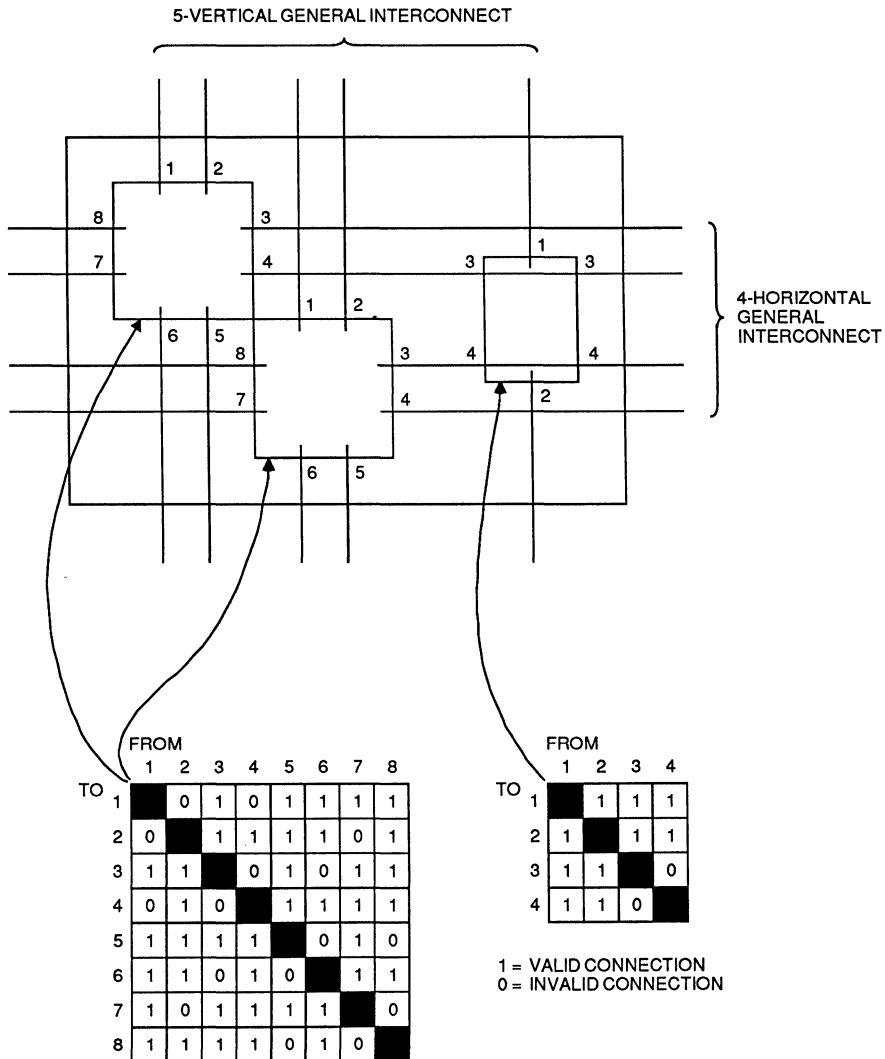 5-VERTICAL GENERAL INTERCONNECT
1 2
8 3
7 4
6 5
1 2
8 3
7 4
6 5
1
3 3
4 4
2
4-HORIZONTAL
GENERAL
INTERCONNECT
FROM
1 2 3 4 5 6 7 8
TO
1 0 1 0 1 1 1 1
2 0 1 1 1 1 0 1
3 1 1 0 1 0 1 1
4 0 1 0 1 1 1 1
5 1 1 1 1 0 1 0
6 1 1 0 1 0 1 1
7 1 0 1 1 1 1 0
8 1 1 1 1 0 1 0
FROM
1 2 3 4
TO
1 1 1 1
2 1 1 1
3 1 1 0
4 1 1 0
1 = VALID CONNECTION
0 = INVALID CONNECTION